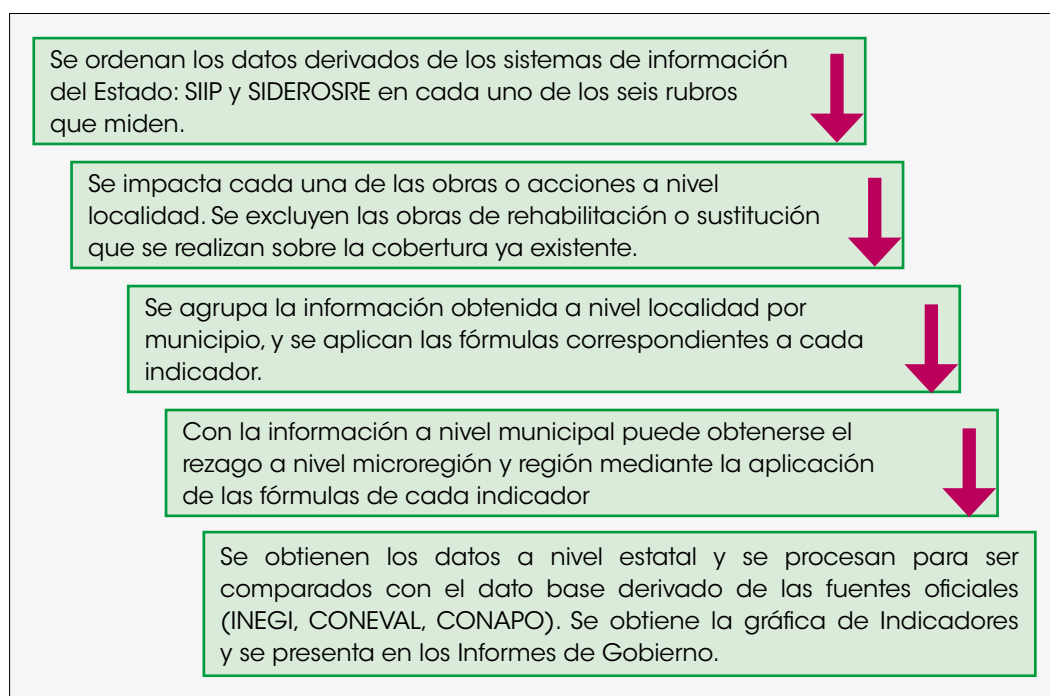 Se ordenan los datos derivados de los sistemas de información
del Estado: SIIP y SIDEROSRE en cada uno de los seis rubros
que miden.
Se impacta cada una de las obras o acciones a nivel
localidad. Se excluyen las obras de rehabilitación o sustitución
que se realizan sobre la cobertura ya existente.
Se agrupa la información obtenida a nivel localidad por
municipio, y se aplican las fórmulas correspondientes a cada
indicador.
Con la información a nivel municipal puede obtenerse el
rezago a nivel microregión y región mediante la aplicación
de las fórmulas de cada indicador
Se obtienen los datos a nivel estatal y se procesan para ser
comparados con el dato base derivado de las fuentes oficiales
(INEGI, CONEVAL, CONAPO). Se obtiene la gráfica de Indicadores
y se presenta en los Informes de Gobierno.